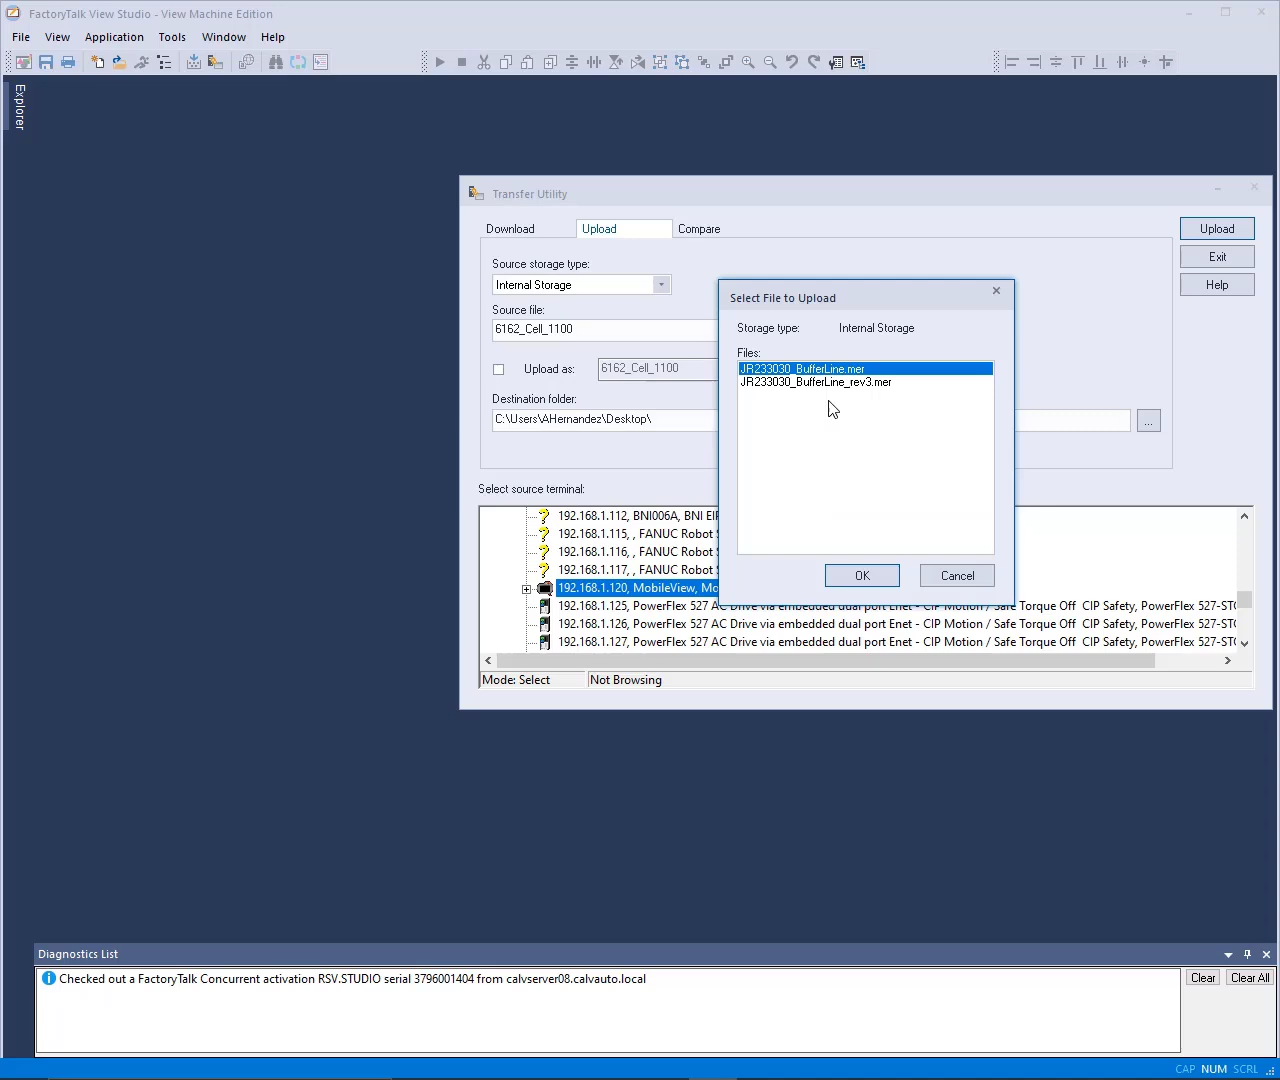 FactoryTalk View Studio - View Machine Edition
File View Application Tools Window Help
Explorer
Transfer Utility
Download Upload Compare
Upload
Exit
Help
Source storage type:
Internal Storage
Source file:
6162_Cell_1100
Upload as: 6162_Cell_1100
Destination folder:
C:\Users\AHernandez\Desktop\
...
Select File to Upload
Storage type: Internal Storage
Files:
JR233030_BufferLine.mer
JR233030_BufferLine_rev3.mer
OK Cancel
Select source terminal:
192.168.1.112, BNI006A, BNI EIP
192.168.1.115, , FANUC Robot
192.168.1.116, , FANUC Robot
192.168.1.117, , FANUC Robot
192.168.1.120, MobileView, Mo
192.168.1.125, PowerFlex 527 AC Drive via embedded dual port Enet - CIP Motion / Safe Torque Off CIP Safety, PowerFlex 527-STO
192.168.1.126, PowerFlex 527 AC Drive via embedded dual port Enet - CIP Motion / Safe Torque Off CIP Safety, PowerFlex 527-STO
192.168.1.127, PowerFlex 527 AC Drive via embedded dual port Enet - CIP Motion / Safe Torque Off CIP Safety, PowerFlex 527-STO
Mode: Select Not Browsing
Diagnostics List
Checked out a FactoryTalk Concurrent activation RSV.STUDIO serial 3796001404 from calvserver08.calvauto.local
Clear Clear All
CAP NUM SCRL